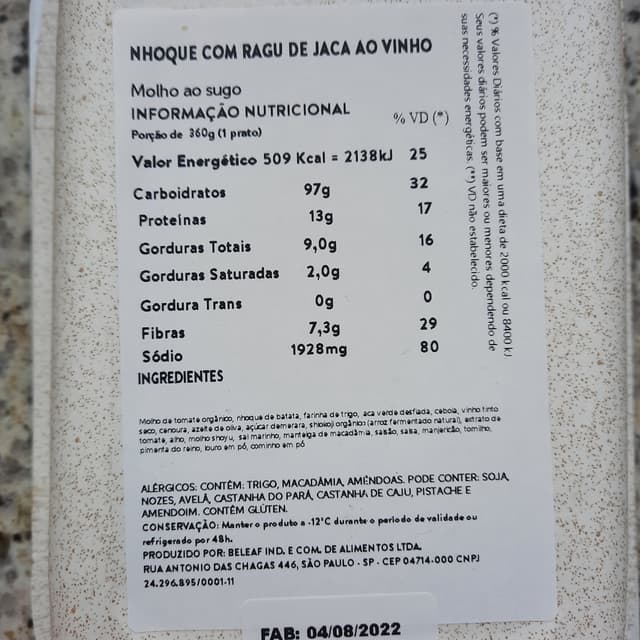 NHOQUE COM RAGU DE JACA AO VINHO
Molho ao sugo
INFORMAÇÃO NUTRICIONAL
Porção de 360g (1 prato)
% VD (*)
Valor Energético 509 Kcal = 2138kJ 25
Carboidratos 97g 32
Proteínas 13g 17
Gorduras Totais 9,0g 16
Gorduras Saturadas 2,0g 4
Gordura Trans 0g 0
Fibras 7,3g 29
Sódio 1928mg 80
INGREDIENTES
Molho de tomate orgânico, nhoque de batata, farinha de trigo, jaca verde desfiada, cebola, vinho tinto
seco, cenoura, azeite de oliva, açúcar demerara, shiokoji orgânico (arroz fermentado natural), extrato de
tomate, alho, molho shoyu, sal marinho, manteiga de macadâmia, salsão, salsa, manjericão, tomilho,
pimenta do reino, louro em pó, cominho em pó
ALÉRGICOS: CONTÉM: TRIGO, MACADÂMIA, AMÊNDOAS. PODE CONTER: SOJA,
NOZES, AVELÃ, CASTANHA DO PARÁ, CASTANHA DE CAJU, PISTACHE E
AMENDOIM. CONTÉM GLÚTEN.
CONSERVAÇÃO: Manter o produto a -12°C durante o período de validade ou
refrigerado por 48h.
PRODUZIDO POR: BELEAF IND. E COM. DE ALIMENTOS LTDA.
RUA ANTONIO DAS CHAGAS 446, SÃO PAULO - SP - CEP 04714-000 CNPJ
24.296.895/0001-11
FAB: 04/08/2022
(*) % Valores Diários com base em uma dieta de 2000 kcal ou 8400 kJ.
Seus valores diários podem ser maiores ou menores dependendo de
suas necessidades energéticas. (**) VD não estabelecido.